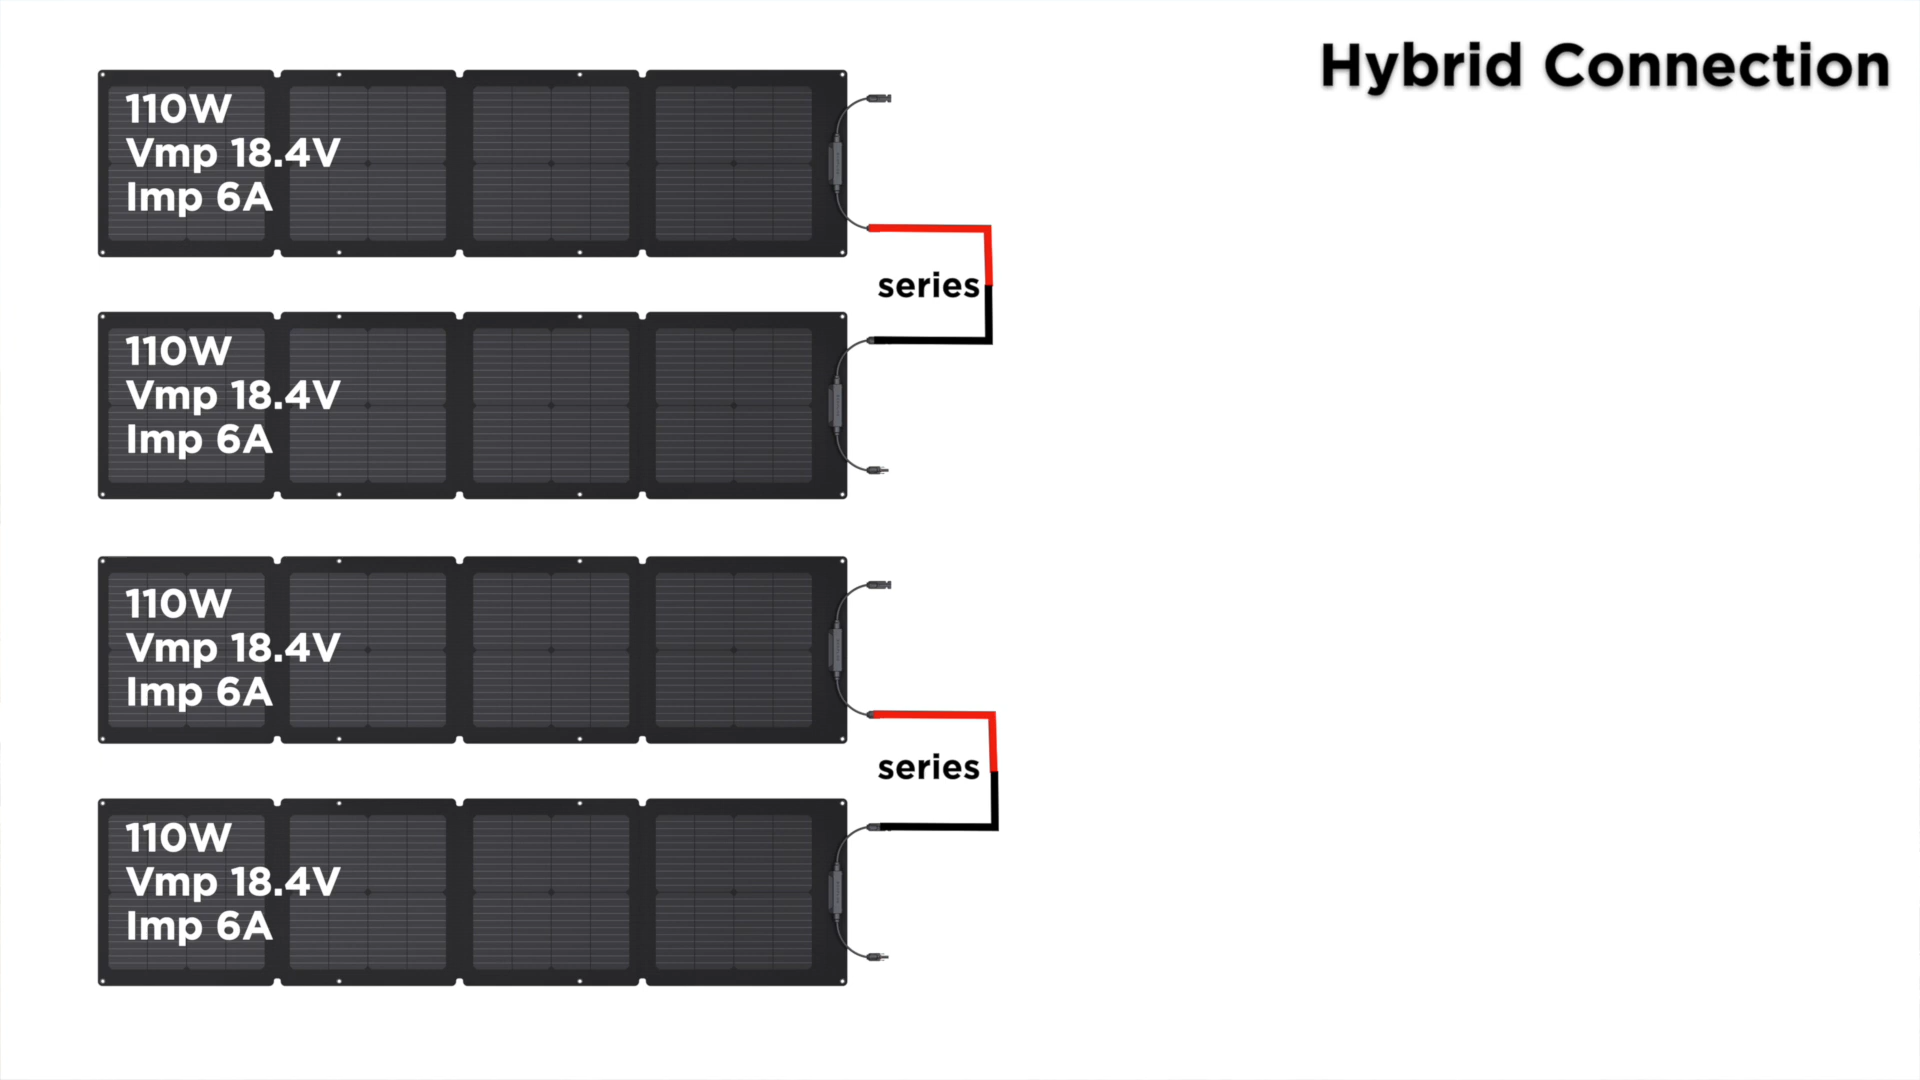 Hybrid Connection
110W
Vmp 18.4V
Imp 6A
series
110W
Vmp 18.4V
Imp 6A
110W
Vmp 18.4V
Imp 6A
series
110W
Vmp 18.4V
Imp 6A